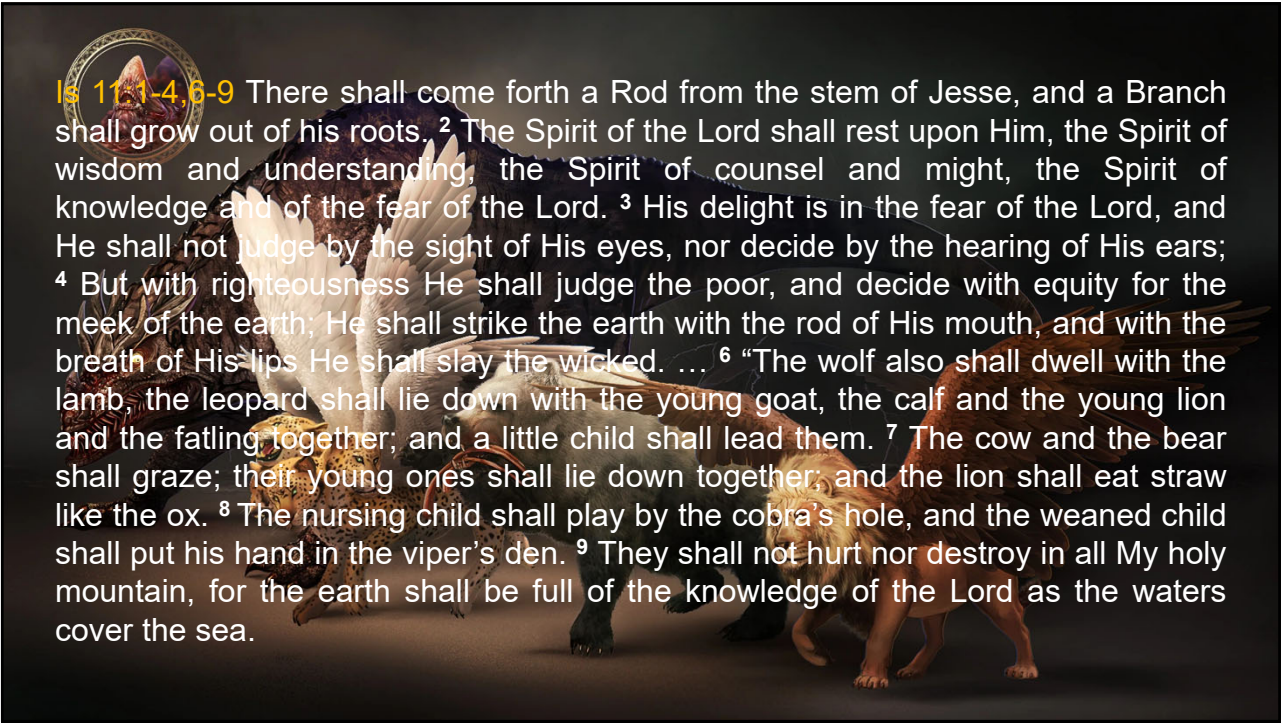 Is 11,1-4,6-9 There shall come forth a Rod from the stem of Jesse, and a Branch
shall grow out of his roots. 2 The Spirit of the Lord shall rest upon Him, the Spirit of
wisdom and understanding, the Spirit of counsel and might, the Spirit of
knowledge and of the fear of the Lord. 3 His delight is in the fear of the Lord, and
He shall not judge by the sight of His eyes, nor decide by the hearing of His ears;
4 But with righteousness He shall judge the poor, and decide with equity for the
meek of the earth; He shall strike the earth with the rod of His mouth, and with the
breath of His lips He shall slay the wicked. … 6 “The wolf also shall dwell with the
lamb, the leopard shall lie down with the young goat, the calf and the young lion
and the fatling together; and a little child shall lead them. 7 The cow and the bear
shall graze; their young ones shall lie down together; and the lion shall eat straw
like the ox. 8 The nursing child shall play by the cobra’s hole, and the weaned child
shall put his hand in the viper’s den. 9 They shall not hurt nor destroy in all My holy
mountain, for the earth shall be full of the knowledge of the Lord as the waters
cover the sea.